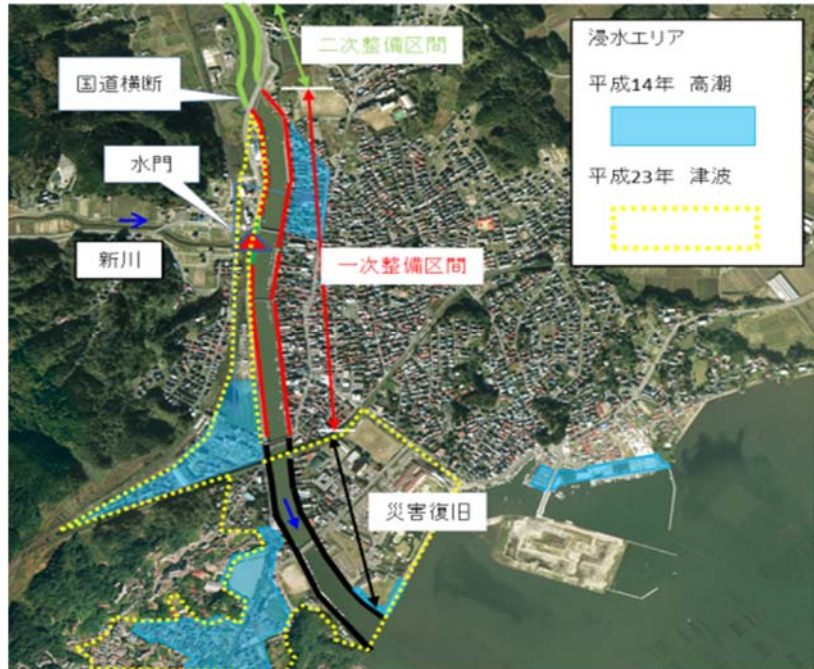 二次整備区間
国道横断
水門
新川
一次整備区間
災害復旧
浸水エリア
平成14年 高潮
平成23年 津波